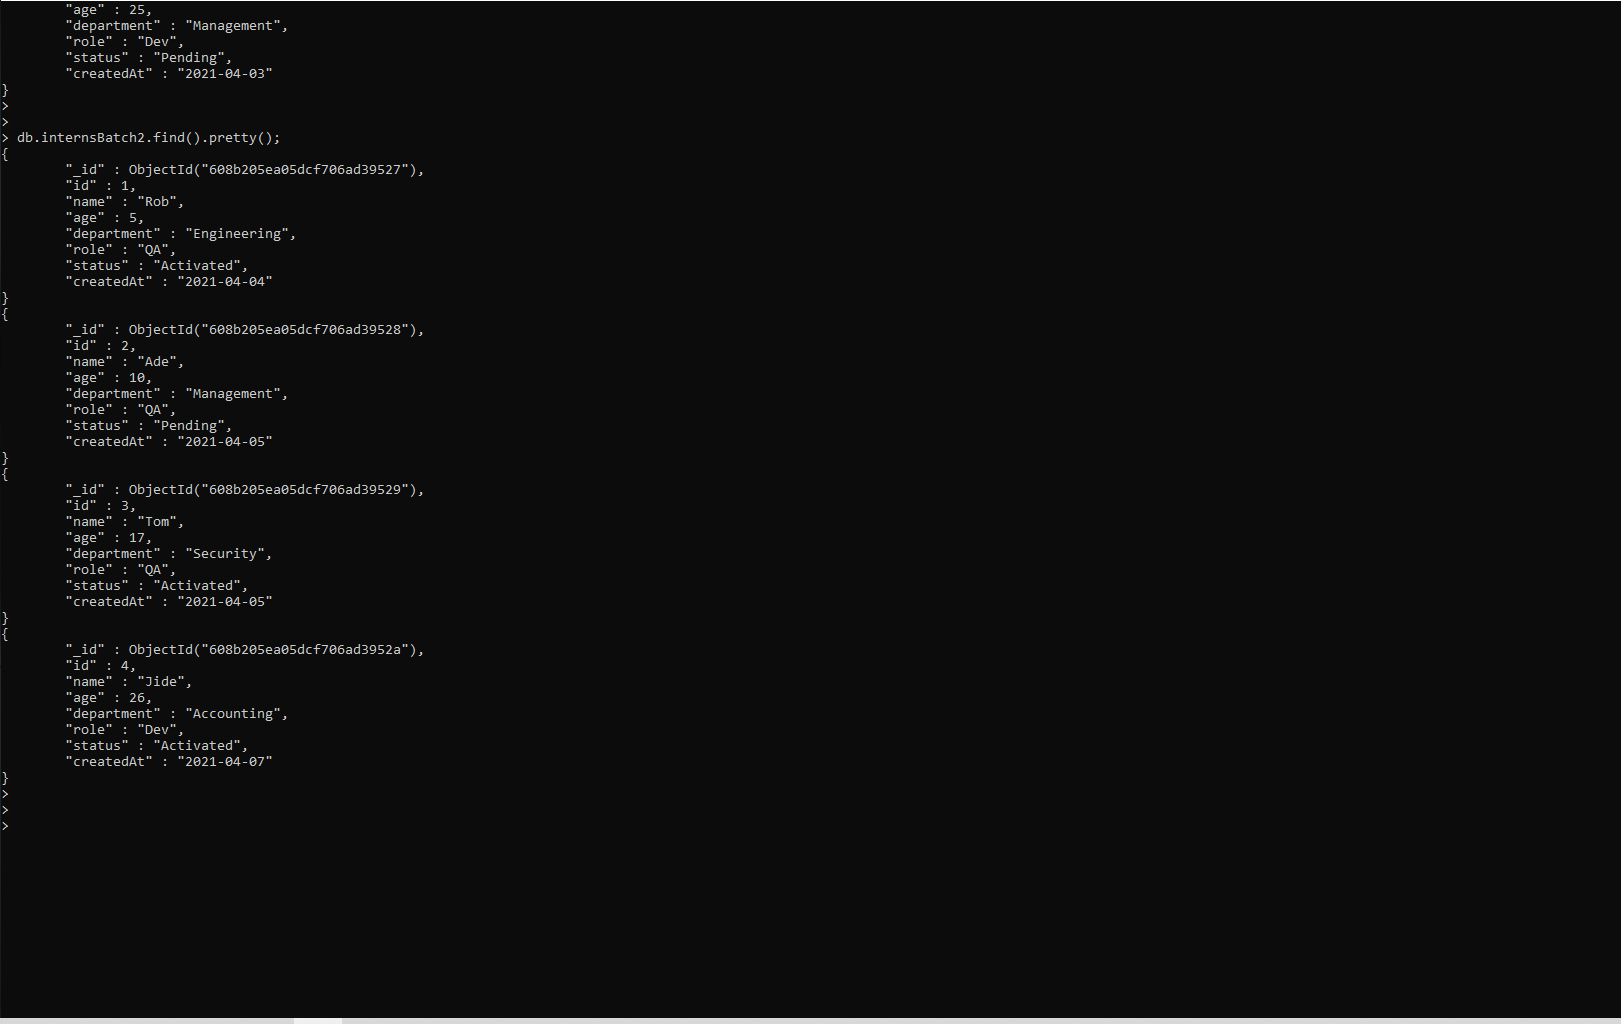 "age" : 25,
"department" : "Management",
"role" : "Dev",
"status" : "Pending",
"createdAt" : "2021-04-03"
}
>
>
> db.internsBatch2.find().pretty();
{
"_id" : ObjectId("608b205ea05dcf706ad39527"),
"id" : 1,
"name" : "Rob",
"age" : 5,
"department" : "Engineering",
"role" : "QA",
"status" : "Activated",
"createdAt" : "2021-04-04"
}
{
"_id" : ObjectId("608b205ea05dcf706ad39528"),
"id" : 2,
"name" : "Ade",
"age" : 10,
"department" : "Management",
"role" : "QA",
"status" : "Pending",
"createdAt" : "2021-04-05"
}
{
"_id" : ObjectId("608b205ea05dcf706ad39529"),
"id" : 3,
"name" : "Tom",
"age" : 17,
"department" : "Security",
"role" : "QA",
"status" : "Activated",
"createdAt" : "2021-04-05"
}
{
"_id" : ObjectId("608b205ea05dcf706ad3952a"),
"id" : 4,
"name" : "Jide",
"age" : 26,
"department" : "Accounting",
"role" : "Dev",
"status" : "Activated",
"createdAt" : "2021-04-07"
}
>
>
>